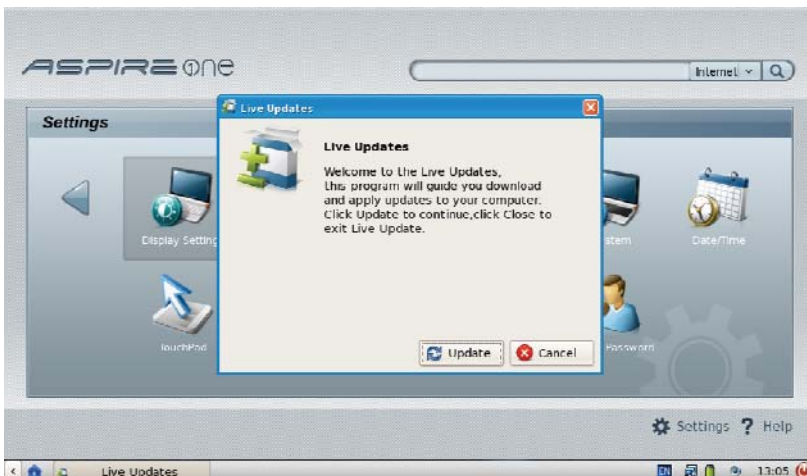 ASPIRE one
Internet
Settings
Live Updates
Live Updates
Welcome to the Live Updates,
this program will guide you download
and apply updates to your computer.
Click Update to continue,click Close to
exit Live Update.
Display Setting
stem
Date/Time
TouchPad
Password
Update
Cancel
Settings ? Help
Live Updates
EN
13:05